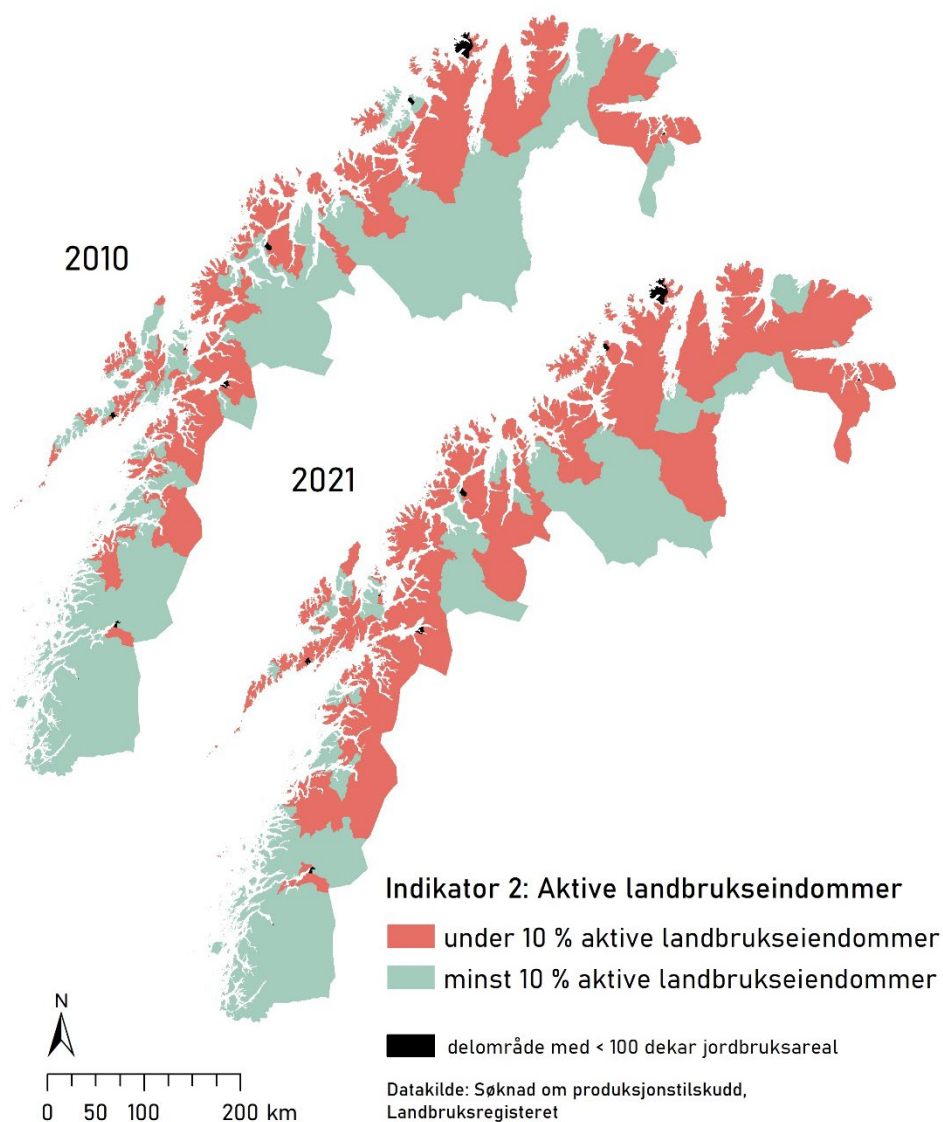 2010
2021
Indikator 2: Aktive landbrukseindommer
under 10 % aktive landbrukseiendommer
minst 10 % aktive landbrukseiendommer
delområde med < 100 dekar jordbruksareal
Datakilde: Søknad om produksjonstilskudd,
Landbruksregisteret
N
0 50 100 200 km